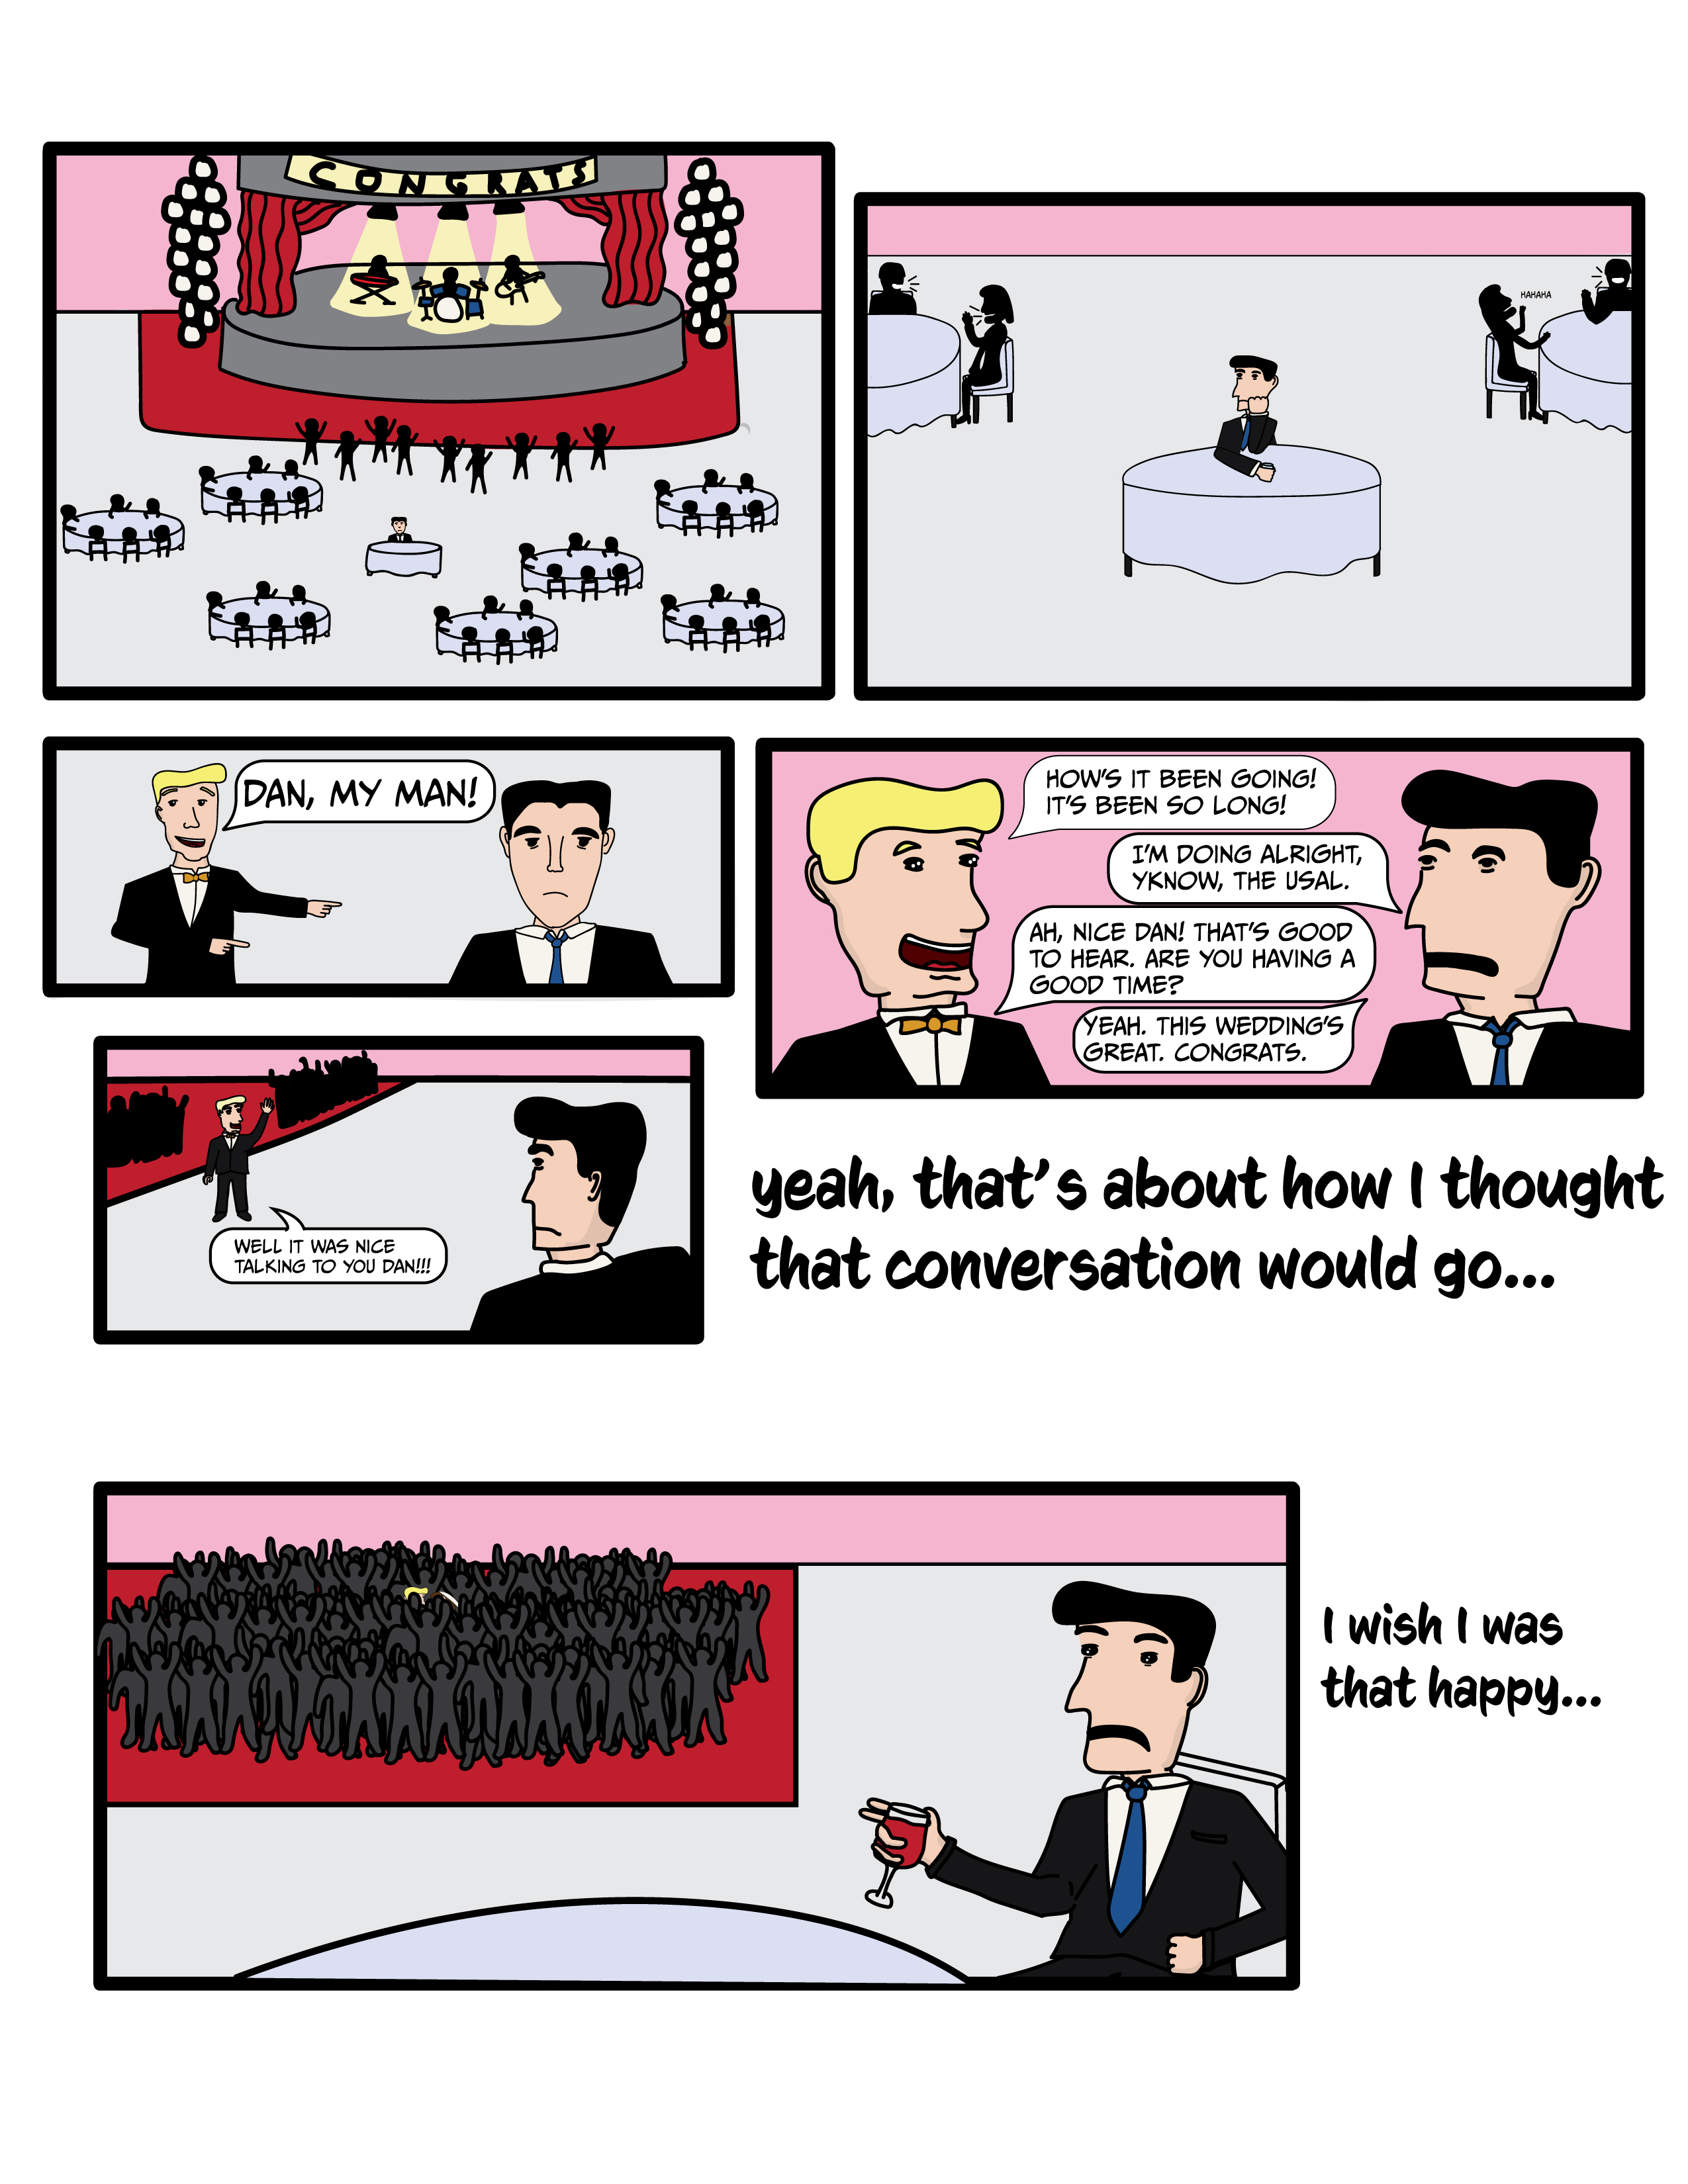 CONGRATS
HAHAHA
DAN, MY MAN!
HOW'S IT BEEN GOING!
IT'S BEEN SO LONG!
I'M DOING ALRIGHT,
YKNOW, THE USAL.
AH, NICE DAN! THAT'S GOOD
TO HEAR. ARE YOU HAVING A
GOOD TIME?
YEAH. THIS WEDDING'S
GREAT. CONGRATS.
WELL IT WAS NICE
TALKING TO YOU DAN!!!
yeah, that's about how I thought
that conversation would go...
I wish I was
that happy...